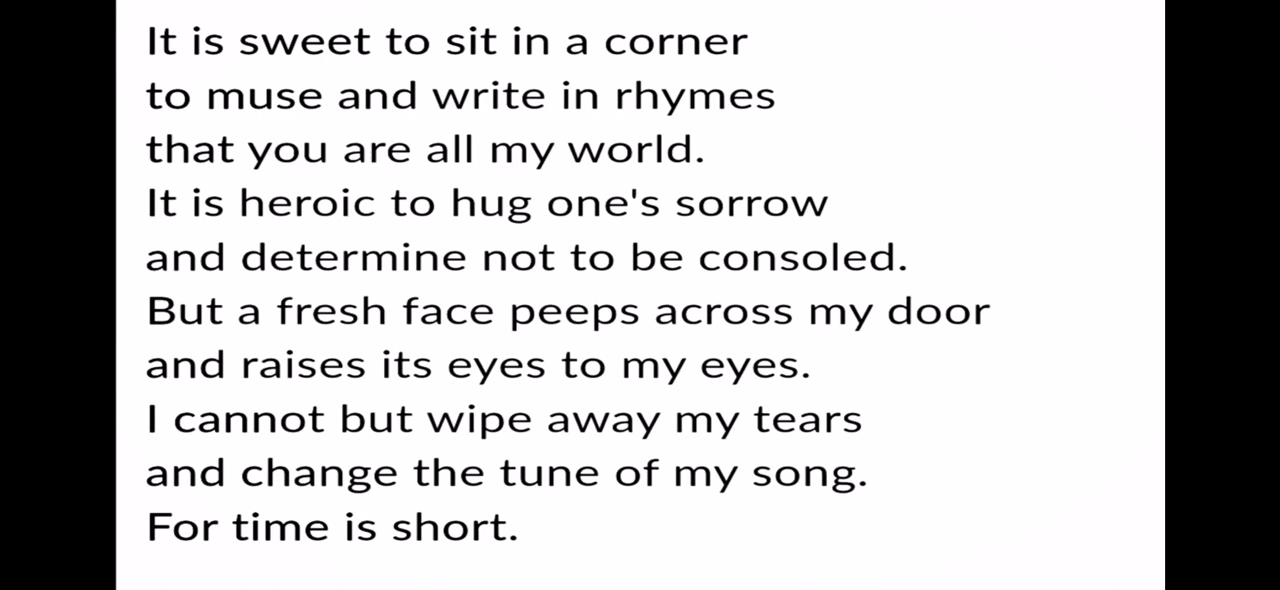 It is sweet to sit in a corner
to muse and write in rhymes
that you are all my world.
It is heroic to hug one's sorrow
and determine not to be consoled.
But a fresh face peeps across my door
and raises its eyes to my eyes.
I cannot but wipe away my tears
and change the tune of my song.
For time is short.